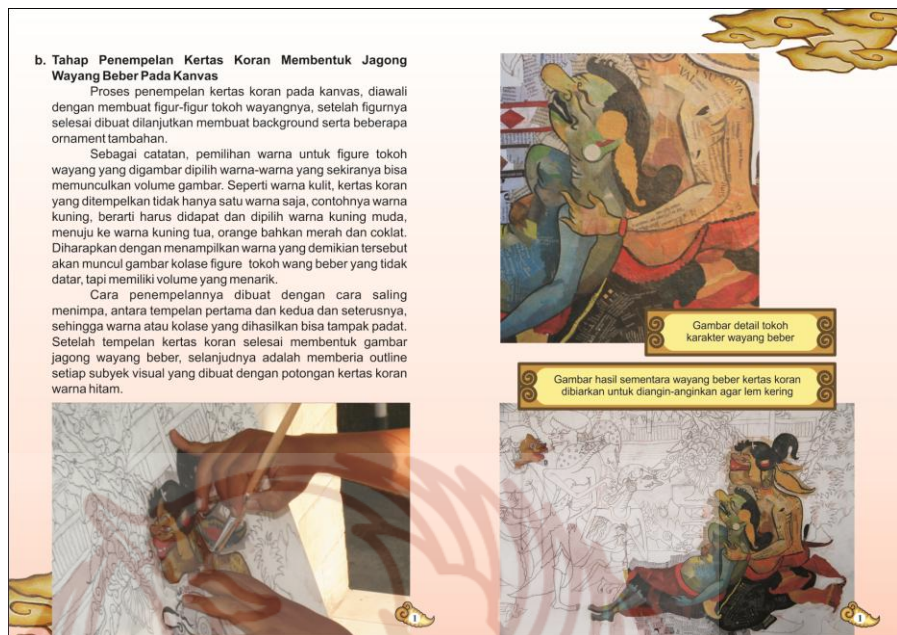 b. Tahap Penempelan Kertas Koran Membentuk Jagong
Wayang Beber Pada Kanvas
Proses penempelan kertas koran pada kanvas, diawali
dengan membuat figur-figur tokoh wayangnya, setelah figurnya
selesai dibuat dilanjutkan membuat background serta beberapa
ornament tambahan.
Sebagai catatan, pemilihan warna untuk figure tokoh
wayang yang digambar dipilih warna-warna yang sekiranya bisa
memunculkan volume gambar. Seperti warna kulit, kertas koran
yang ditempelkan tidak hanya satu warna saja, contohnya warna
kuning, berarti harus didapat dan dipilih warna kuning muda,
menuju ke warna kuning tua, orange bahkan merah dan coklat.
Diharapkan dengan menampilkan warna yang demikian tersebut
akan muncul gambar kolase figure tokoh wang beber yang tidak
datar, tapi memiliki volume yang menarik.
Cara penempelannya dibuat dengan cara saling
menimpa, antara tempelan pertama dan kedua dan seterusnya,
sehingga warna atau kolase yang dihasilkan bisa tampak padat.
Setelah tempelan kertas koran selesai membentuk gambar
jagong wayang beber, selanjudnya adalah memberia outline
setiap subyek visual yang dibuat dengan potongan kertas koran
warna hitam.
1
Gambar detail tokoh
karakter wayang beber
Gambar hasil sementara wayang beber kertas koran
dibiarkan untuk diangin-anginkan agar lem kering
1